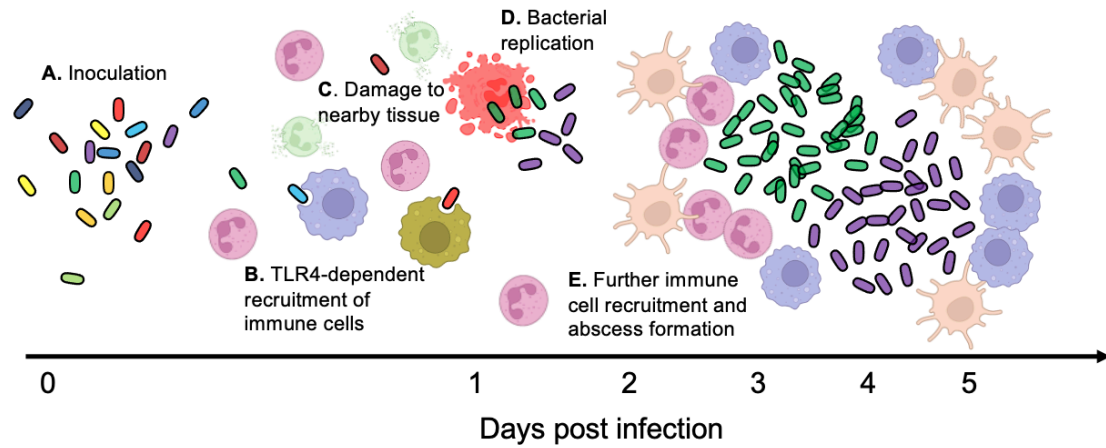 A. Inoculation
B. TLR4-dependent
recruitment of
immune cells
C. Damage to
nearby tissue
D. Bacterial
replication
E. Further immune
cell recruitment and
abscess formation
0 1 2 3 4 5
Days post infection